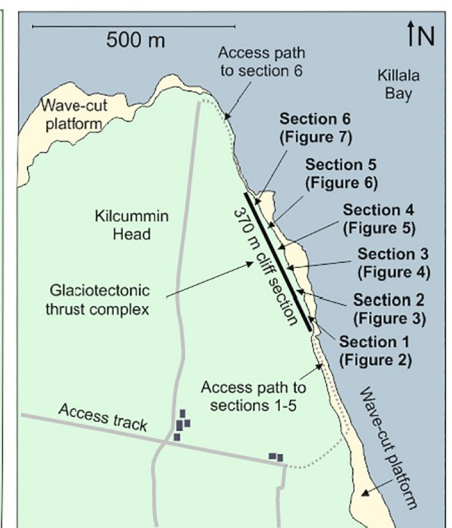 500 m
N
Access path
to section 6
Killala
Bay
Wave-cut
platform
Section 6
(Figure 7)
Section 5
(Figure 6)
Section 4
(Figure 5)
Kilcummin
Head
370 m cliff section
Section 3
(Figure 4)
Glaciotectonic
thrust complex
Section 2
(Figure 3)
Section 1
(Figure 2)
Access path to
sections 1-5
Access track
Wave-cut platform